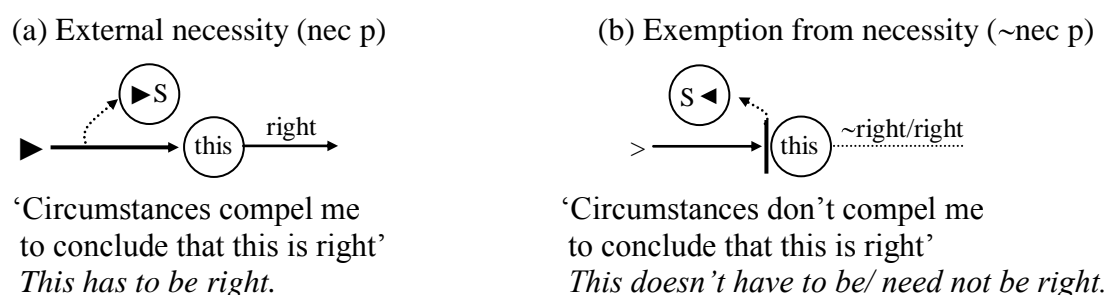 (a) External necessity (nec p)
(b) Exemption from necessity (~nec p)
►S
right
this
►
S ◄
~right/right
this
>
‘Circumstances compel me
to conclude that this is right’
This has to be right.
‘Circumstances don’t compel me
to conclude that this is right’
This doesn’t have to be/ need not be right.